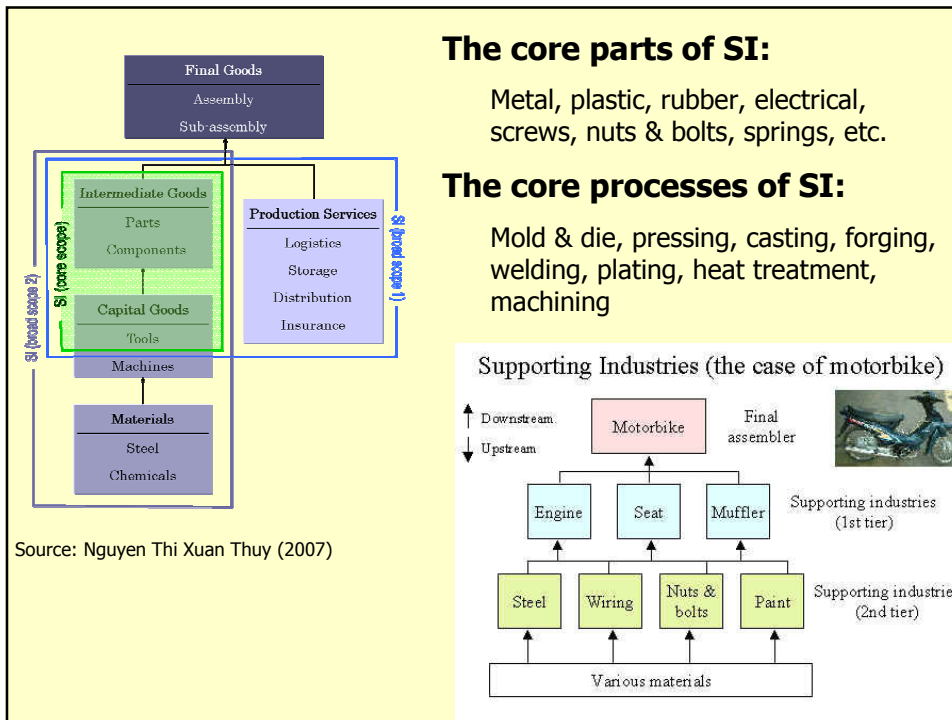 Final Goods
Assembly
Sub-assembly
Intermediate Goods
Parts
Components
Capital Goods
Tools
Machines
Materials
Steel
Chemicals
Production Services
Logistics
Storage
Distribution
Insurance
SI (core scope)
SI (broad scope 1)
SI (broad scope 2)
Source: Nguyen Thi Xuan Thuy (2007)
The core parts of SI:
Metal, plastic, rubber, electrical,
screws, nuts & bolts, springs, etc.
The core processes of SI:
Mold & die, pressing, casting, forging,
welding, plating, heat treatment,
machining
Supporting Industries (the case of motorbike)
Downstream
Upstream
Motorbike
Final
assembler
Engine
Seat
Muffler
Supporting industries
(1st tier)
Steel
Wiring
Nuts &
bolts
Paint
Supporting industrie
(2nd tier)
Various materials